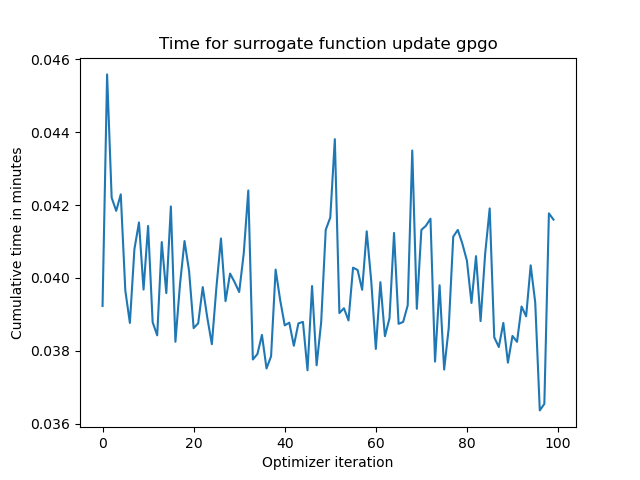 Time for surrogate function update gpgo
0.046
0.044
0.042
0.040
0.038
0.036
Cumulative time in minutes
0 20 40 60 80 100
Optimizer iteration